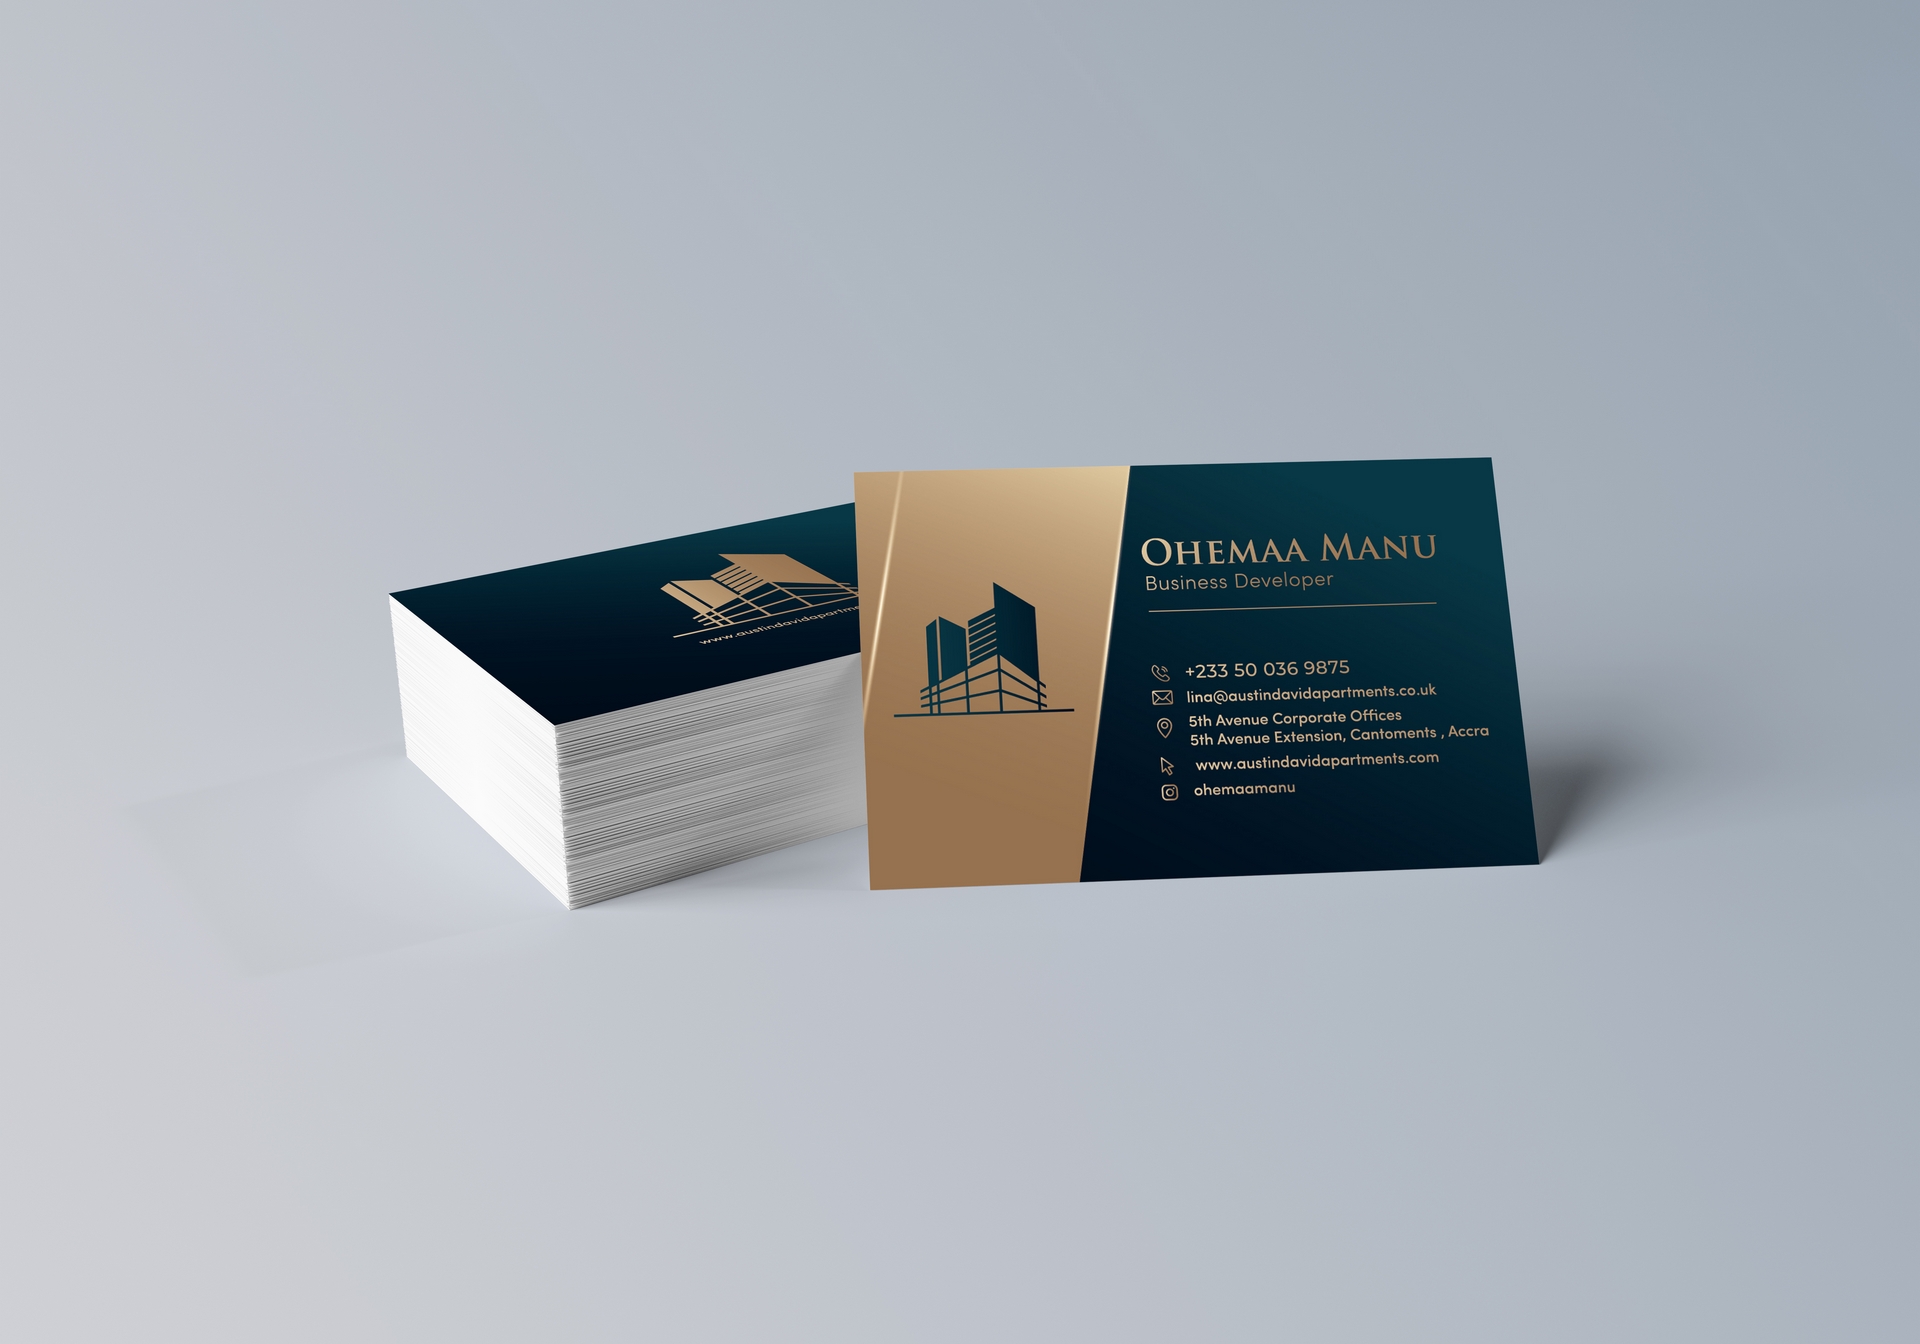 www.austindavidapartme
OHEMAA MANU
Business Developer
+233 50 036 9875
lina@austindavidapartments.co.uk
5th Avenue Corporate Offices
5th Avenue Extension, Cantoments , Accra
www.austindavidapartments.com
ohemaamanu